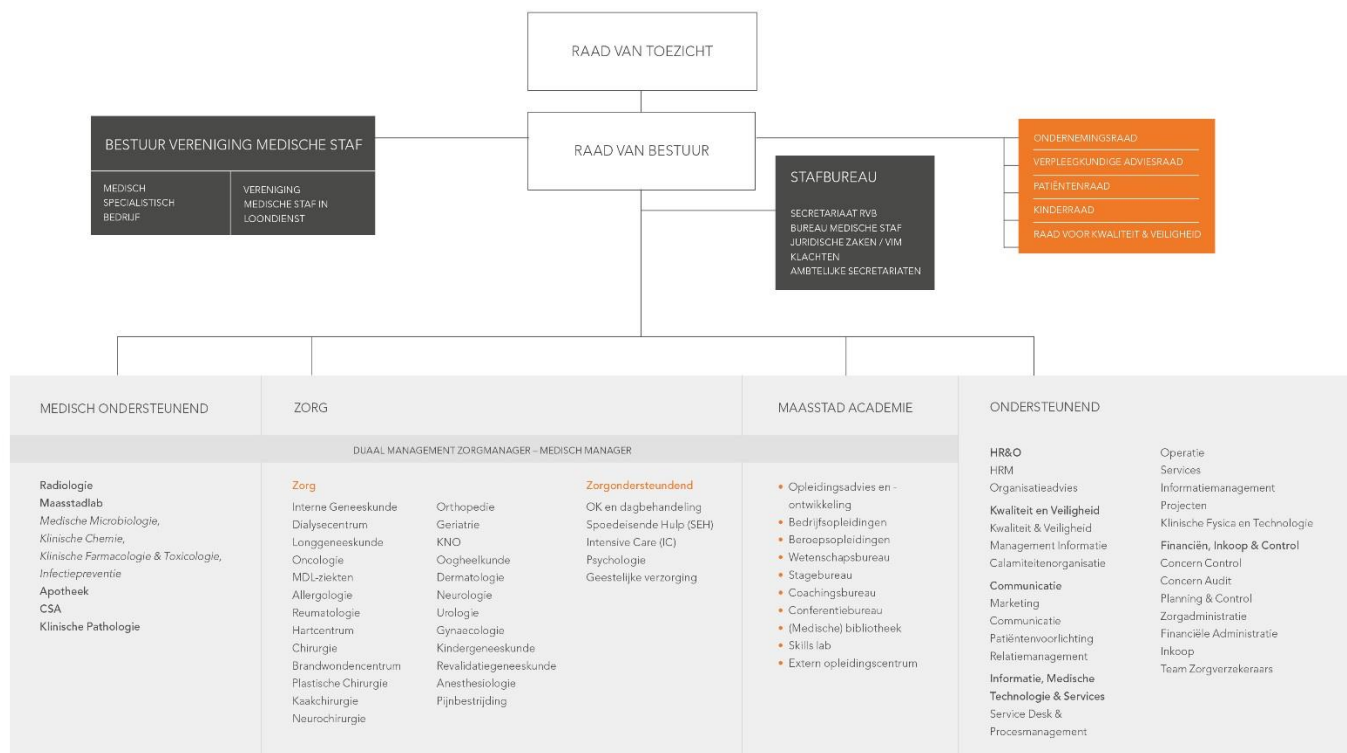 RAAD VAN TOEZICHT
BESTUUR VERENIGING MEDISCHE STAF
MEDISCH
SPECIALISTISCH
BEDRIJF
VERENIGING
MEDISCHE STAF IN
LOONDIENST
RAAD VAN BESTUUR
STAFBUREAU
SECRETARIAAT RVB
BUREAU MEDISCHE STAF
JURIDISCHE ZAKEN / VIM
KLACHTEN
AMBTELIJKE SECRETARIATEN
ONDERNEMINGSRAAD
VERPLEEGKUNDIGE ADVIESRAAD
PATIËNTENRAAD
KINDERRAAD
RAAD VOOR KWALITEIT & VEILIGHEID
MEDISCH ONDERSTEUNEND
ZORG
MAASSTAD ACADEMIE
ONDERSTEUNEND
DUAAL MANAGEMENT ZORGMANAGER – MEDISCH MANAGER
Radiologie
Maasstadlab
Medische Microbiologie,
Klinische Chemie,
Klinische Farmacologie & Toxicologie,
Infectiepreventie
Apotheek
CSA
Klinische Pathologie
Zorg
Interne Geneeskunde
Dialysecentrum
Longgeneeskunde
Oncologie
MDL-ziekten
Allergologie
Reumatologie
Hartcentrum
Chirurgie
Brandwondencentrum
Plastische Chirurgie
Kaakchirurgie
Neurochirurgie
Orthopedie
Geriatrie
KNO
Oogheelkunde
Dermatologie
Neurologie
Urologie
Gynaecologie
Kindergeneeskunde
Revalidatiegeneeskunde
Anesthesiologie
Pijnbestrijding
Zorgondersteundend
OK en dagbehandeling
Spoedeisende Hulp (SEH)
Intensive Care (IC)
Psychologie
Geestelijke verzorging
• Opleidingsadvies en -
ontwikkeling
• Bedrijfsopleidingen
• Beroepsopleidingen
• Wetenschapsbureau
• Stagebureau
• Coachingsbureau
• Conferentiebureau
• (Medische) bibliotheek
• Skills lab
• Extern opleidingscentrum
HR&O
HRM
Organisatieadvies
Kwaliteit en Veiligheid
Kwaliteit & Veiligheid
Management Informatie
Calamiteitenorganisatie
Communicatie
Marketing
Communicatie
Patiëntenvoorlichting
Relatiemanagement
Informatie, Medische
Technologie & Services
Service Desk &
Procesmanagement
Operatie
Services
Informatiemanagement
Projecten
Klinische Fysica en Technologie
Financiën, Inkoop & Control
Concern Control
Concern Audit
Planning & Control
Zorgadministratie
Financiële Administratie
Inkoop
Team Zorgverzekeraars